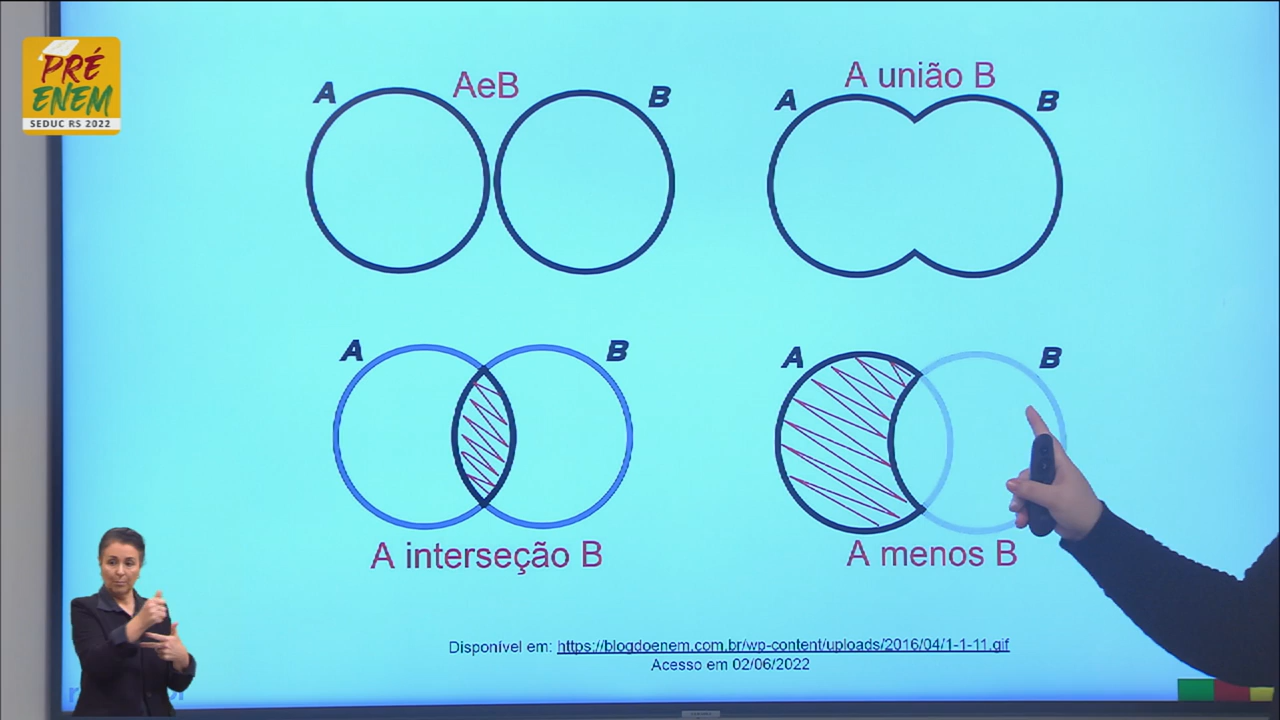 PRÉ
ENEM
SEDUC RS 2022
A AeB B
A A união B B
A B
A interseção B
A B
A menos B
Disponível em: https://blogdoenem.com.br/wp-content/uploads/2016/04/1-1-11.gif
Acesso em 02/06/2022